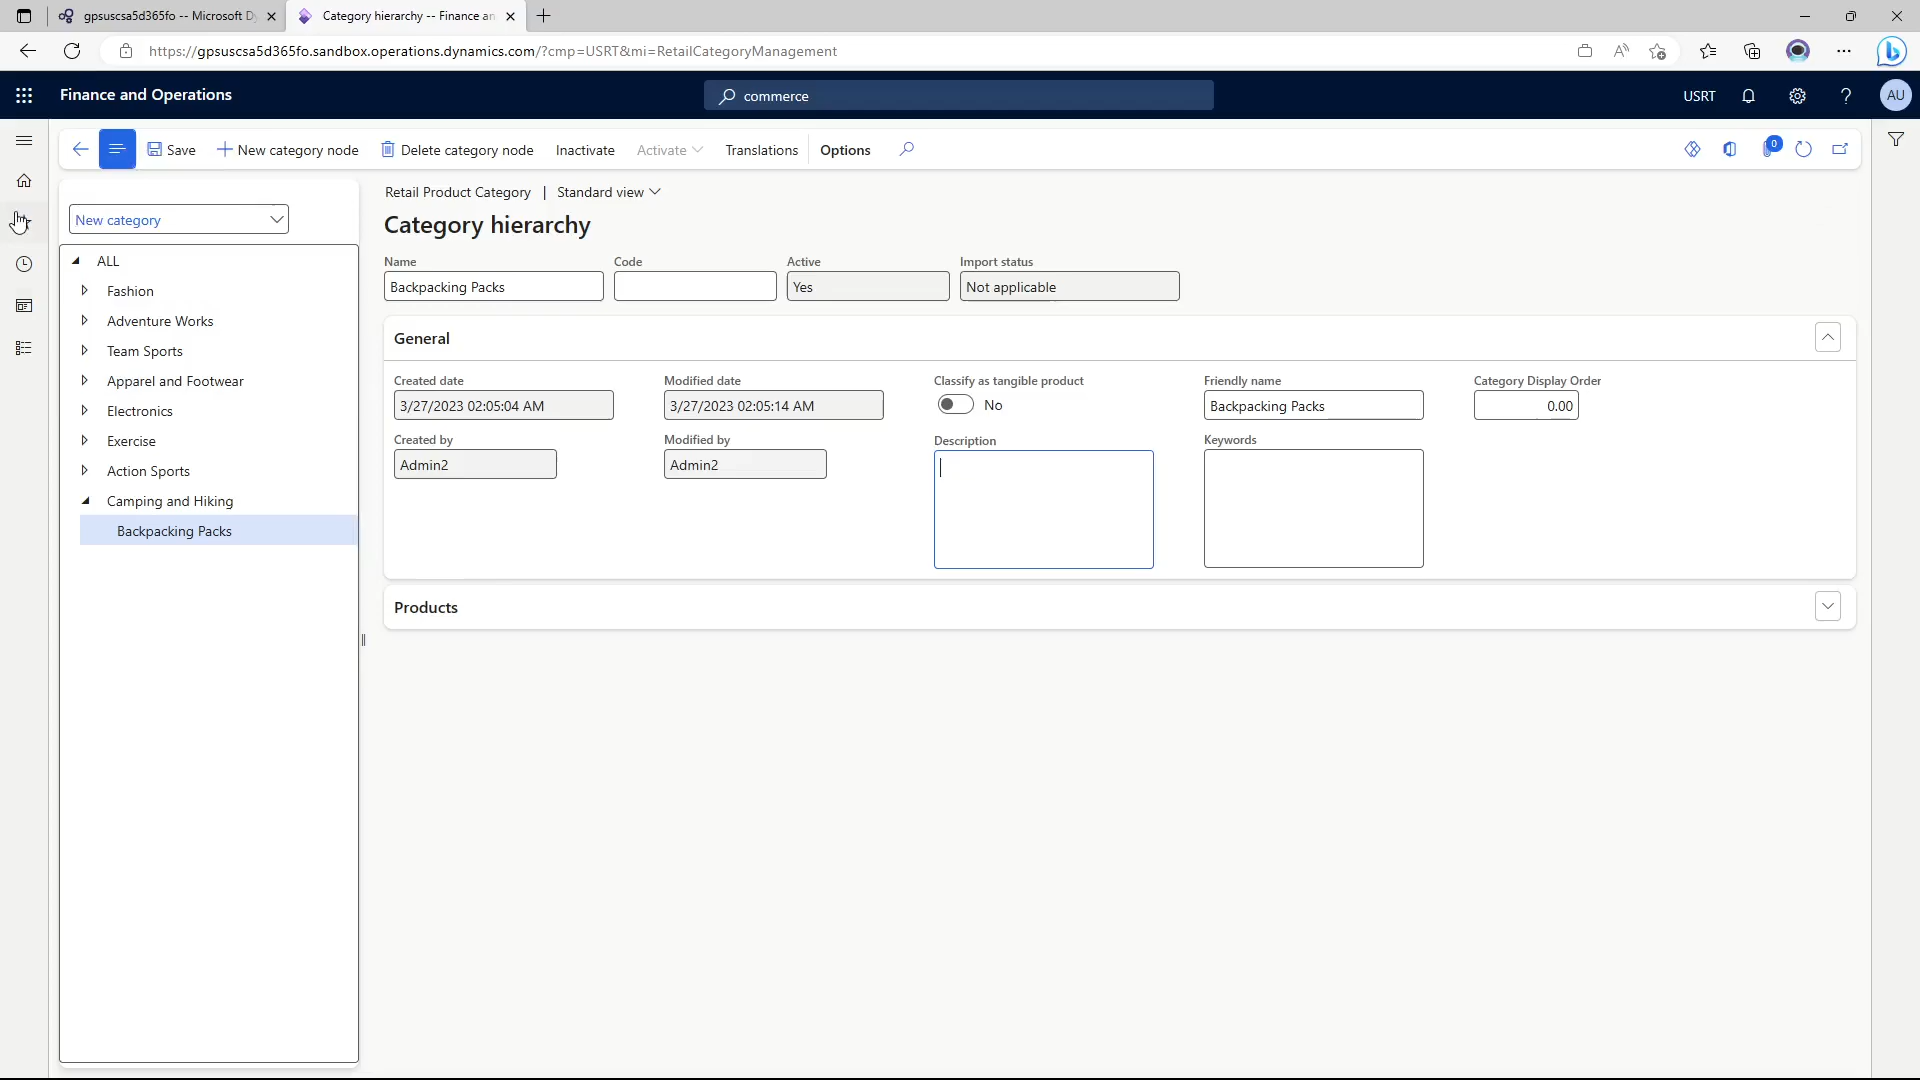 gpsuscsa5d365fo -- Microsoft Dy
Category hierarchy -- Finance an
https://gpsuscsa5d365fo.sandbox.operations.dynamics.com/?cmp=USRT&mi=RetailCategoryManagement
Finance and Operations
commerce
USRT
AU
Save
New category node
Delete category node
Inactivate
Activate
Translations
Options
0
New category
ALL
Fashion
Adventure Works
Team Sports
Apparel and Footwear
Electronics
Exercise
Action Sports
Camping and Hiking
Backpacking Packs
Retail Product Category | Standard view
Category hierarchy
Name Code Active Import status
Backpacking Packs Yes Not applicable
General
Created date Modified date Classify as tangible product Friendly name Category Display Order
3/27/2023 02:05:04 AM 3/27/2023 02:05:14 AM No Backpacking Packs 0.00
Created by Modified by Description Keywords
Admin2 Admin2
Products